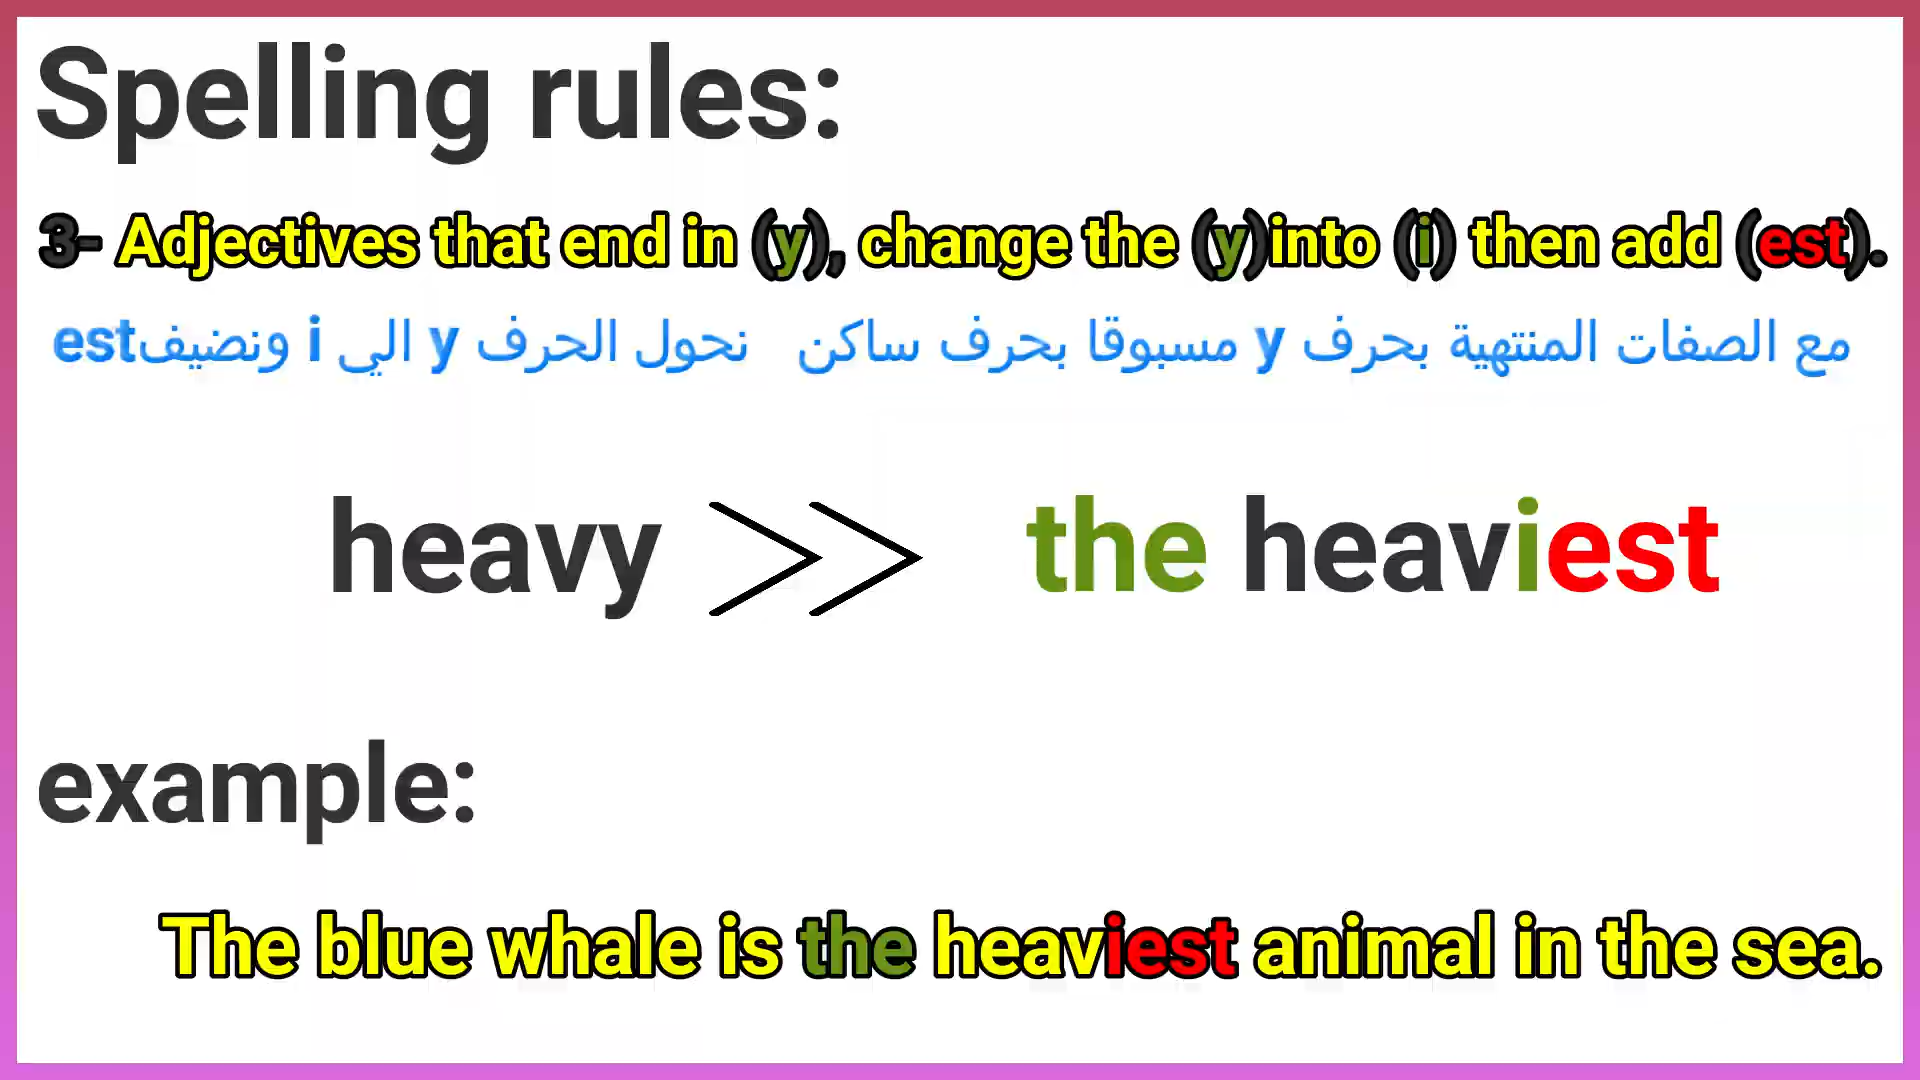 Spelling rules:
3- Adjectives that end in (y), change the (y)into (i) then add (est).
مع الصفات المنتهية بحرف y مسبوقا بحرف ساكن نحول الحرف y الي i ونضيفest
heavy >> the heaviest
example:
The blue whale is the heaviest animal in the sea.